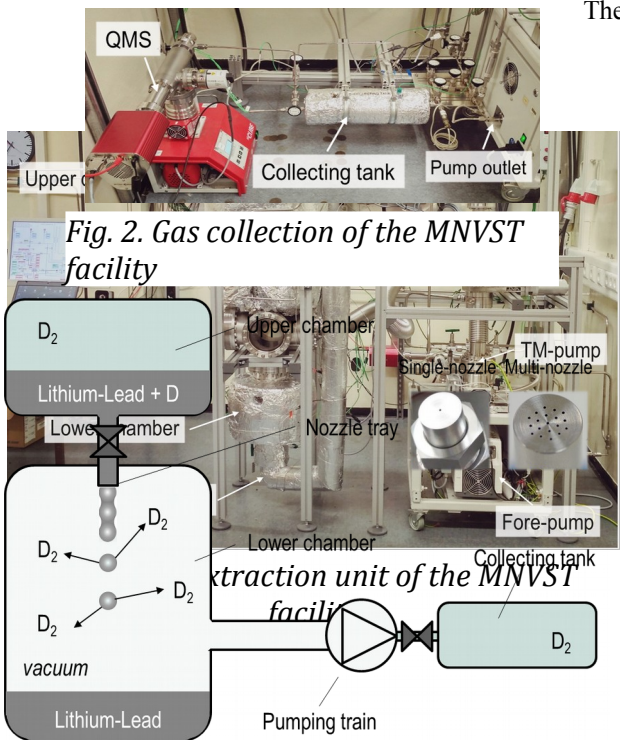 The
QMS
Collecting tank
Pump outlet
Upper
Fig. 2. Gas collection of the MNVST
facility
D2
Upper chamber
TM-pump
Single-nozzle Multi-nozzle
Lithium-Lead + D
Lower chamber
Nozzle tray
D2
Fore-pump
D2
Lower chamber
Collecting tank
xtraction unit of the MNVST
D2
D2
D2
vacuum
Lithium-Lead
Pumping train